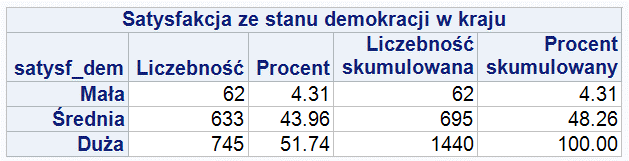 Satysfakcja ze stanu demokracji w kraju
satysf_dem Liczebność Procent Liczebność skumulowana Procent skumulowany
Mała 62 4.31 62 4.31
Średnia 633 43.96 695 48.26
Duża 745 51.74 1440 100.00